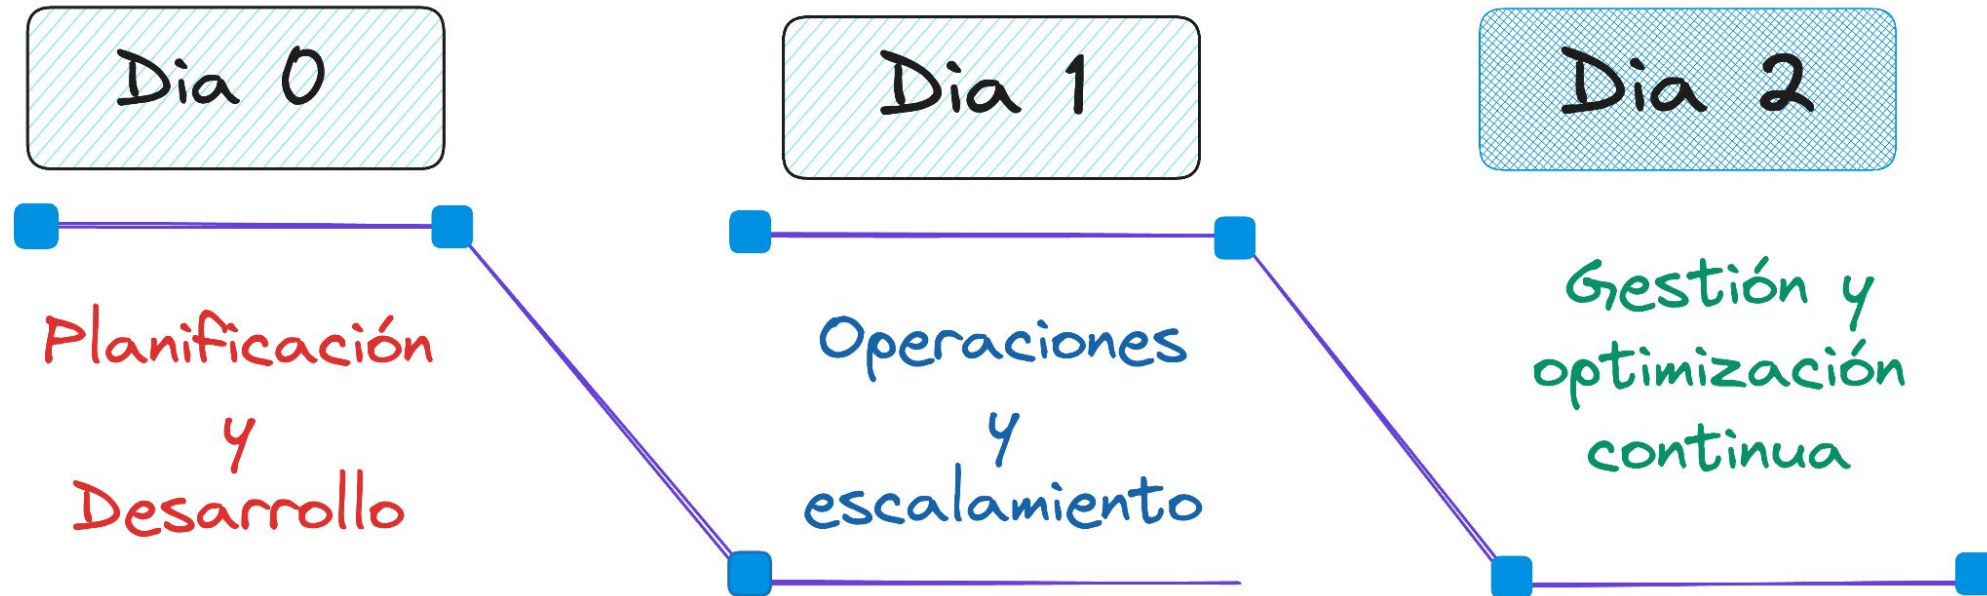 Dia 0
Planificación
y
Desarrollo
Dia 1
Operaciones
y
escalamiento
Dia 2
Gestión y
optimización
continua